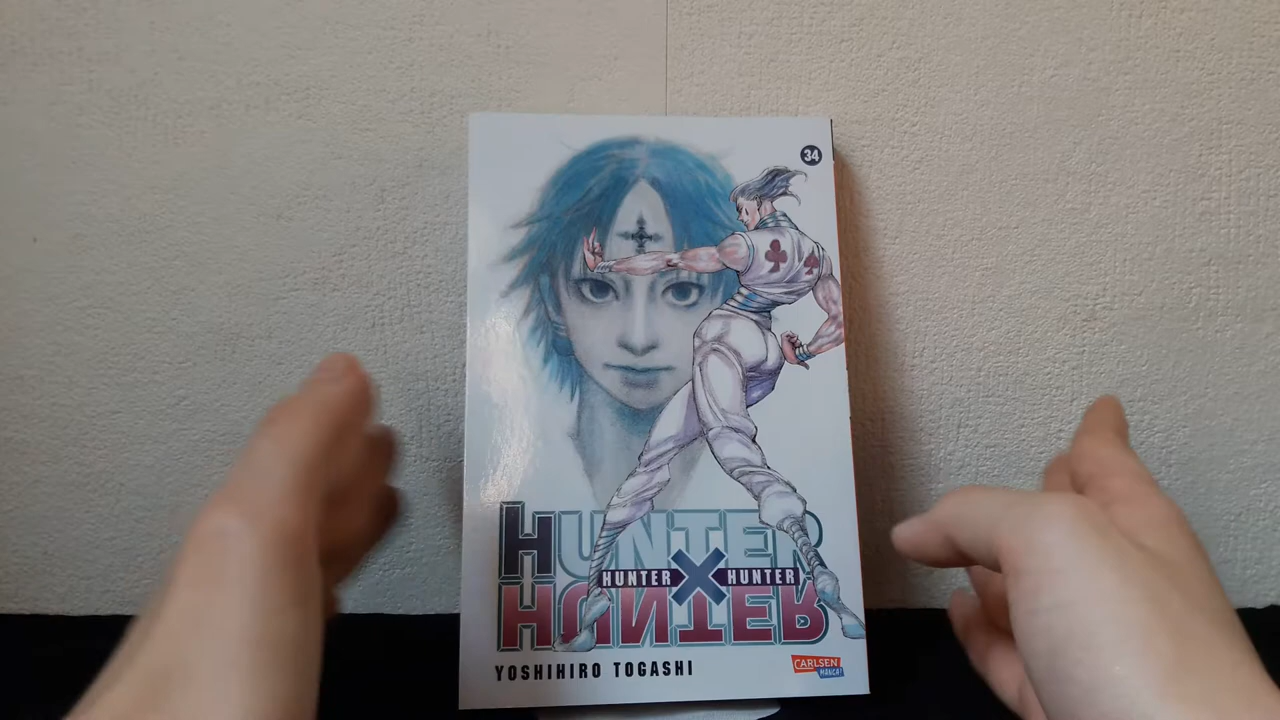 34
HUNTER
HUNTER X HUNTER
HUNTER
YOSHIHIRO TOGASHI
CARLSEN
MANGA!